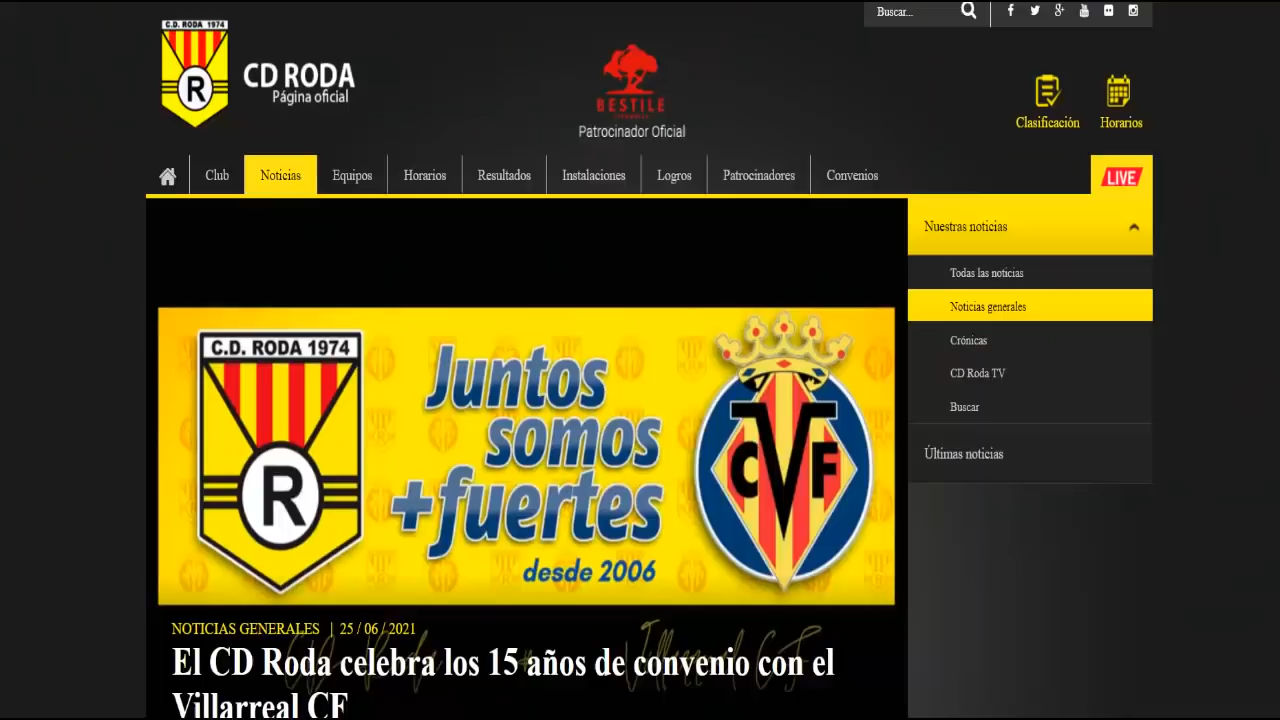 C.D. RODA 1974
R
CD RODA
Página oficial
BESTILE
Patrocinador Oficial
Buscar...
Clasificación
Horarios
Club
Noticias
Equipos
Horarios
Resultados
Instalaciones
Logros
Patrocinadores
Convenios
LIVE
Nuestras noticias
Todas las noticias
Noticias generales
Crónicas
CD Roda TV
Buscar
Últimas noticias
C.D. RODA 1974
R
Juntos
somos
+fuertes
desde 2006
CVF
NOTICIAS GENERALES | 25 / 06 / 2021
El CD Roda celebra los 15 años de convenio con el
Villarreal CF